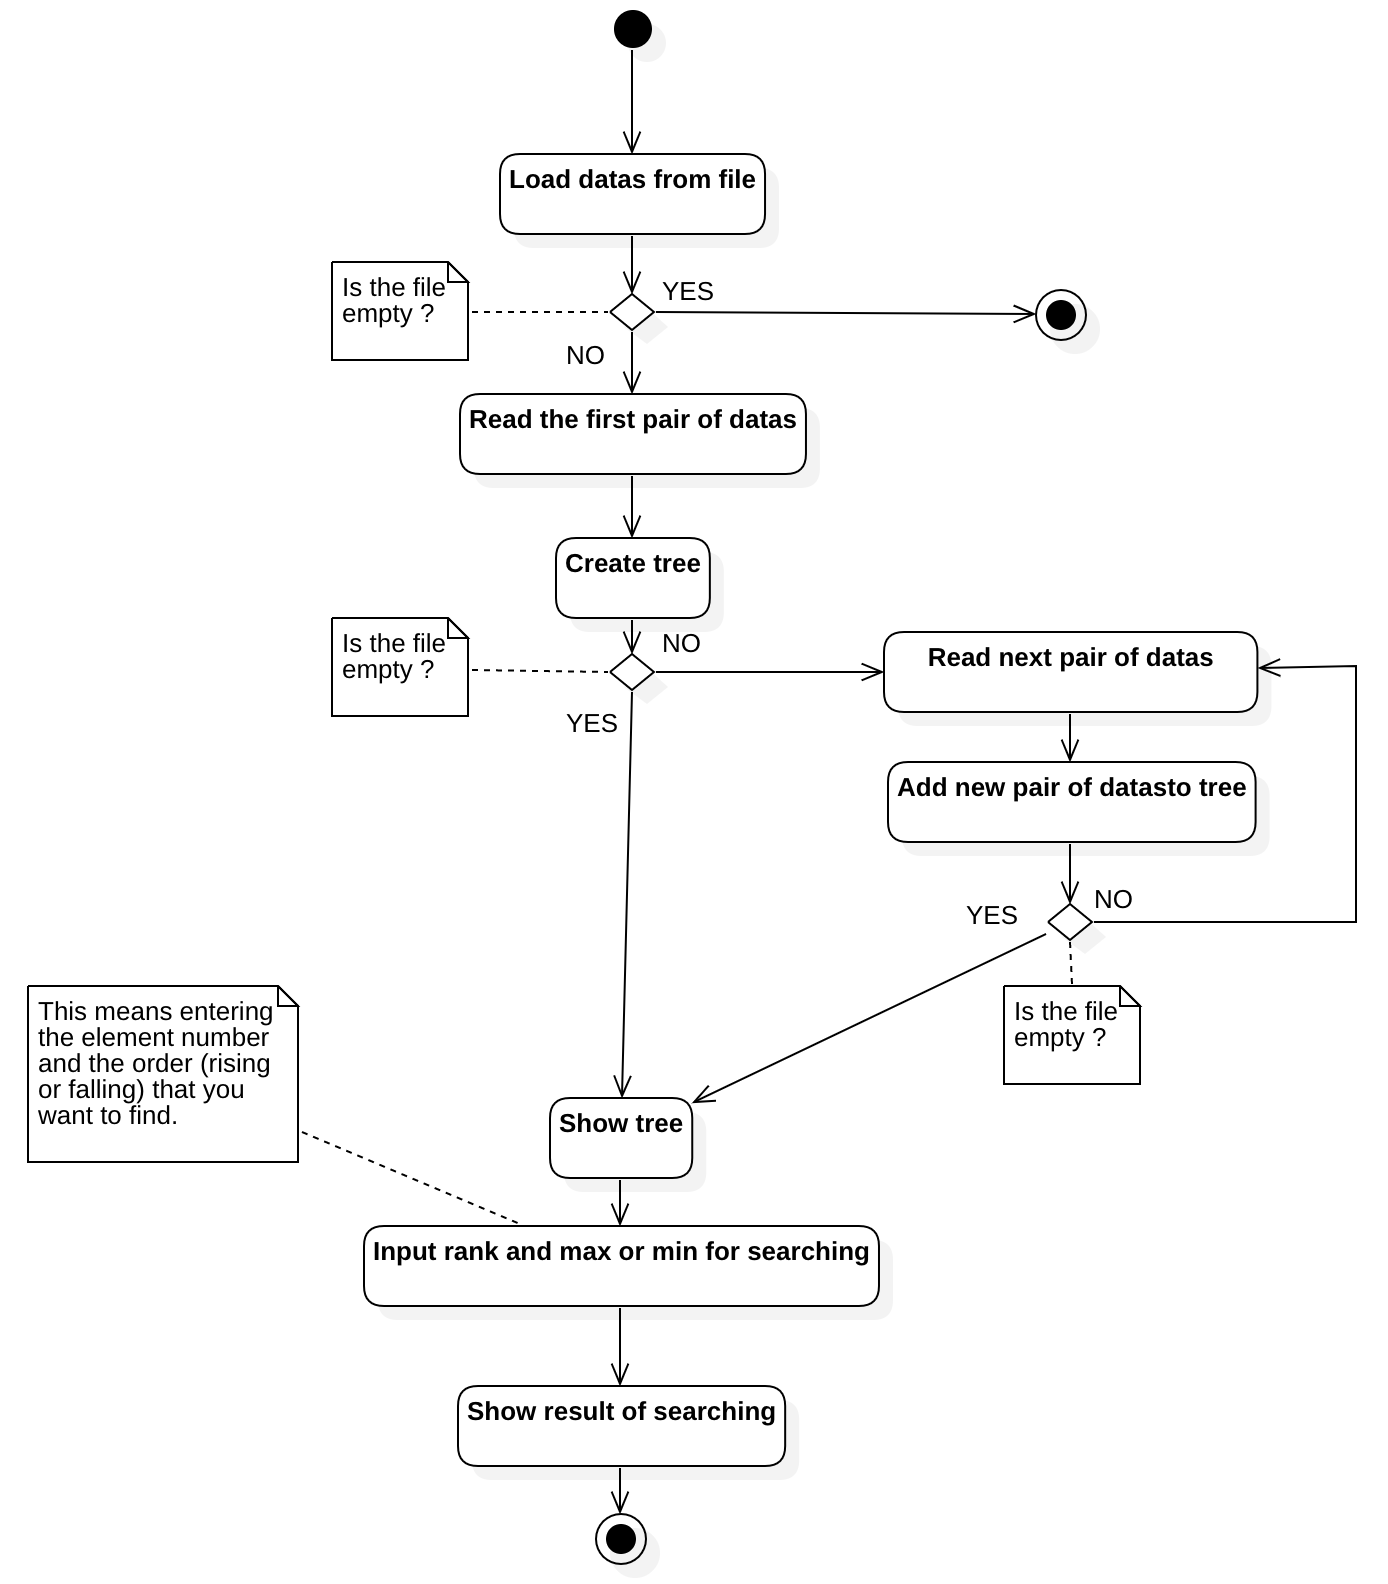 Load datas from file
Is the file
empty ?
YES
NO
Read the first pair of datas
Create tree
Is the file
empty ?
NO
YES
Read next pair of datas
Add new pair of datasto tree
YES
NO
Is the file
empty ?
This means entering
the element number
and the order (rising
or falling) that you
want to find.
Show tree
Input rank and max or min for searching
Show result of searching